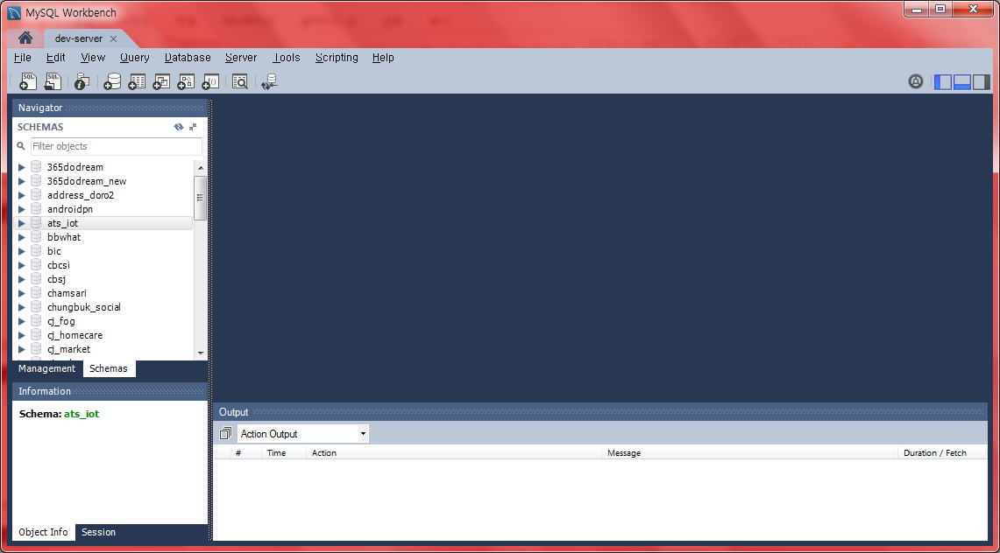 MySQL Workbench
dev-server
File Edit View Query Database Server Tools Scripting Help
SQL SQL
Navigator
SCHEMAS
Filter objects
365dodream
365dodream_new
address_doro2
androidpn
ats_iot
bbwhat
bic
cbcsi
cbsj
chamsari
chungbuk_social
cj_fog
cj_homecare
cj_market
Management Schemas
Information
Schema: ats_iot
Object Info Session
Output
Action Output
# Time Action Message Duration / Fetch